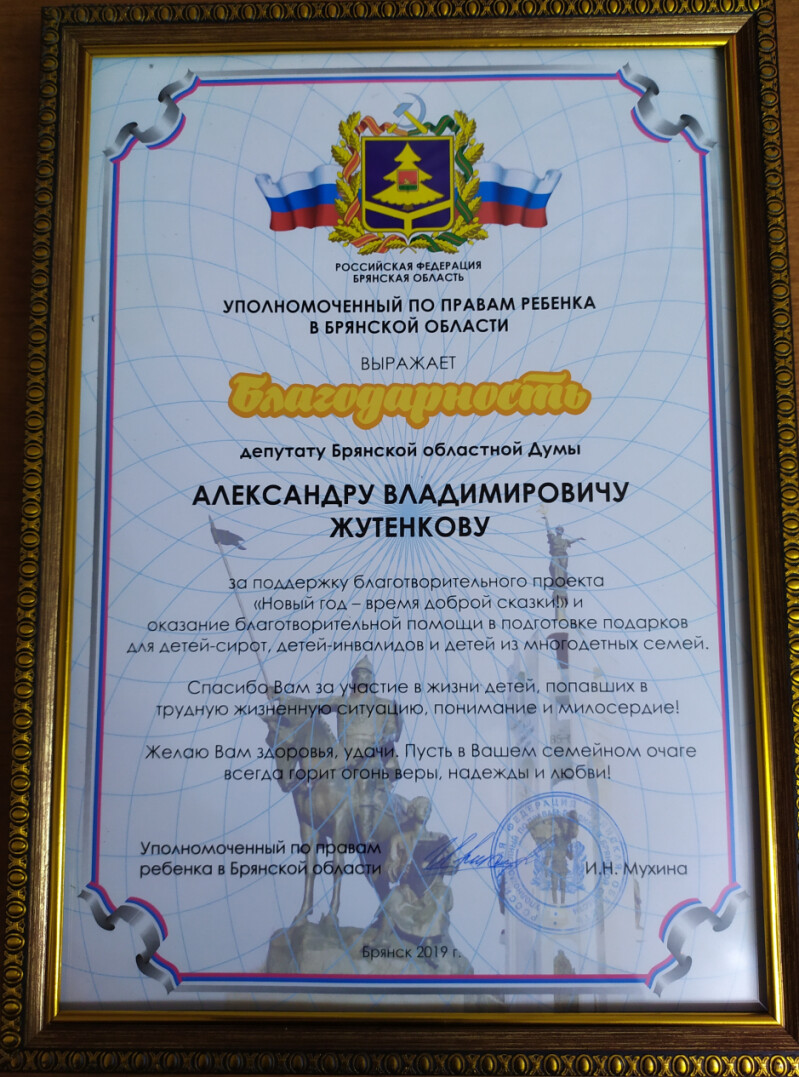 РОССИЙСКАЯ ФЕДЕРАЦИЯ
БРЯНСКАЯ ОБЛАСТЬ
УПОЛНОМОЧЕННЫЙ ПО ПРАВАМ РЕБЕНКА
В БРЯНСКОЙ ОБЛАСТИ
ВЫРАЖАЕТ
Благодарность
депутату Брянской областной Думы
АЛЕКСАНДРУ ВЛАДИМИРОВИЧУ
ЖУТЕНКОВУ
за поддержку благотворительного проекта
«Новый год – время доброй сказки!» и
оказание благотворительной помощи в подготовке подарков
для детей-сирот, детей-инвалидов и детей из многодетных семей.
Спасибо Вам за участие в жизни детей, попавших в
трудную жизненную ситуацию, понимание и милосердие!
Желаю Вам здоровья, удачи. Пусть в Вашем семейном очаге
всегда горит огонь веры, надежды и любви!
Уполномоченный по правам
ребенка в Брянской области
И.Н. Мухина
Брянск 2019 г.